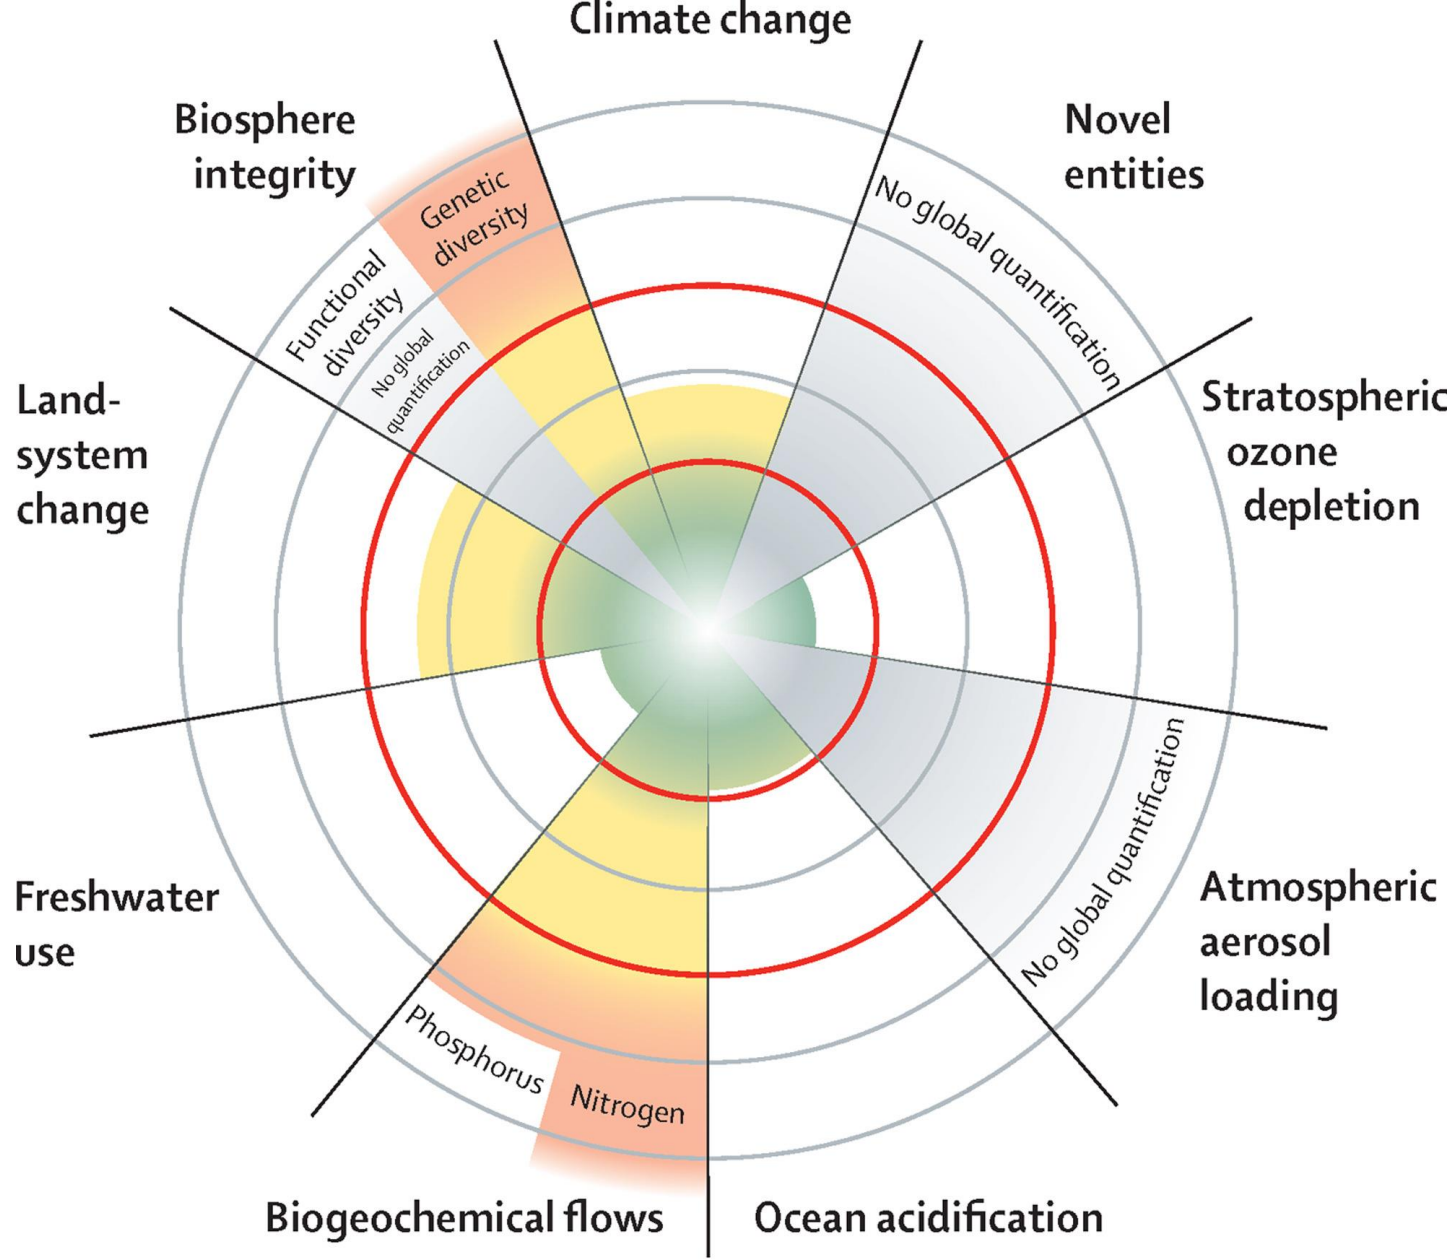 Climate change
Biosphere
integrity
Novel
entities
Genetic
diversity
No global quantification
Functional
diversity
No global
quantification
Land-
system
change
Stratospheric
ozone
depletion
Freshwater
use
Atmospheric
aerosol
loading
No global quantification
Phosphorus
Nitrogen
Biogeochemical flows
Ocean acidification